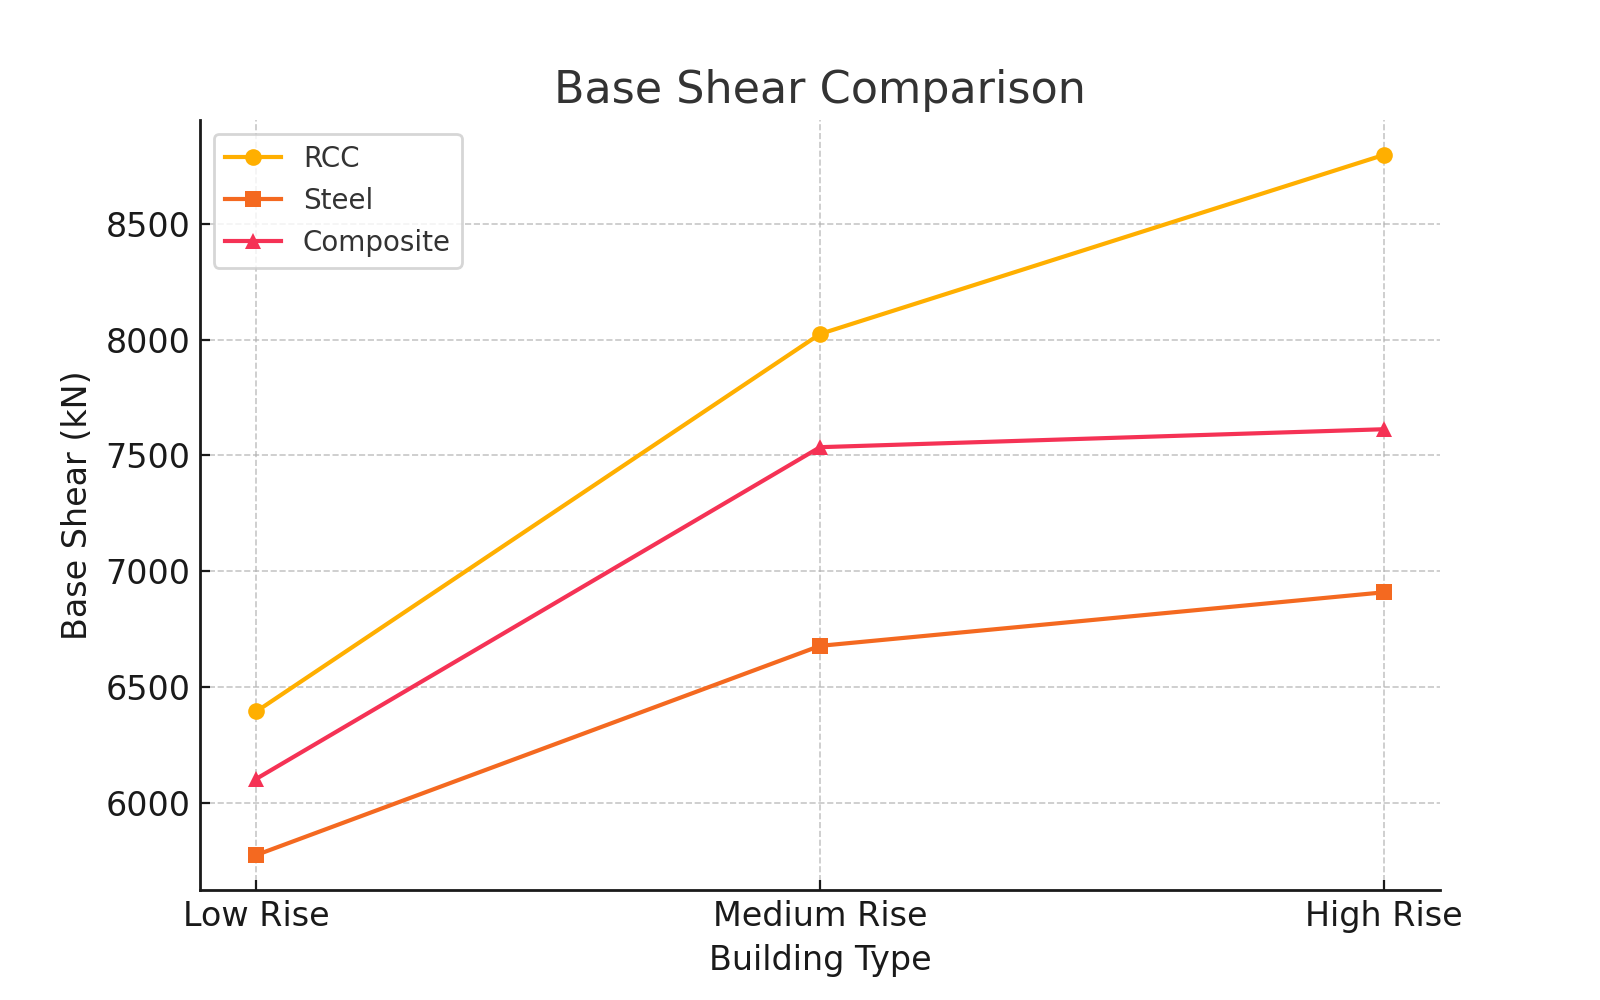 Base Shear Comparison
RCC
Steel
Composite
8500
8000
7500
7000
6500
6000
Base Shear (kN)
Low Rise
Medium Rise
High Rise
Building Type